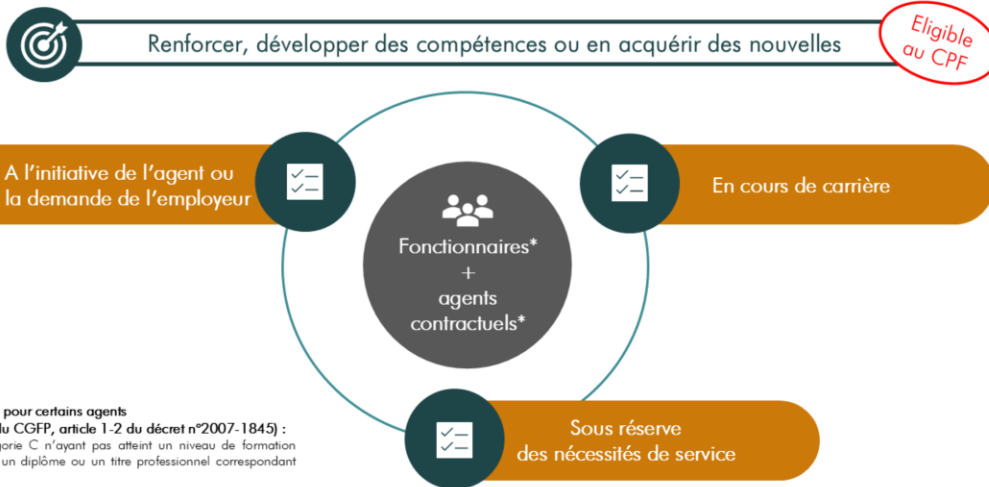 Renforcer, développer des compétences ou en acquérir des nouvelles
Eligible
au CPF
A l'initiative de l'agent ou
la demande de l'employeur
En cours de carrière
Fonctionnaires*
+
agents
contractuels*
pour certains agents
du CGFP, article 1-2 du décret n°2007-1845) :
gorie C n'ayant pas atteint un niveau de formation
un diplôme ou un titre professionnel correspondant
Sous réserve
des nécessités de service